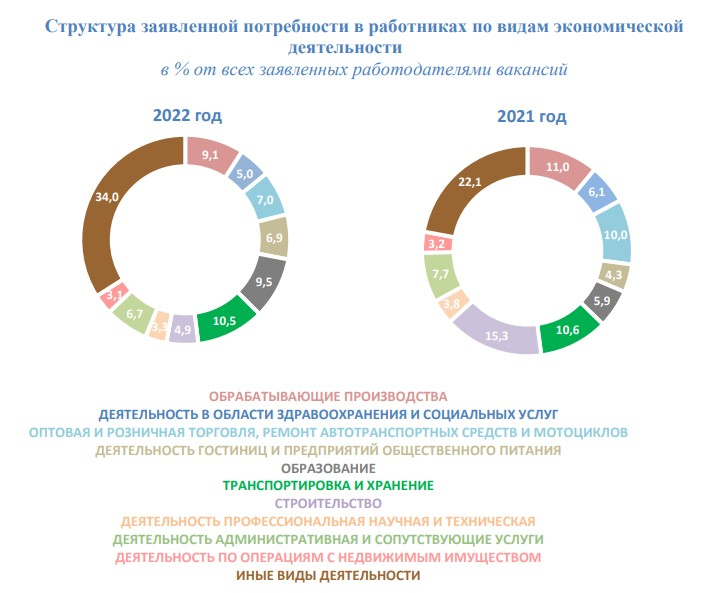 Структура заявленной потребности в работниках по видам экономической
деятельности
в % от всех заявленных работодателями вакансий
2022 год
9,1
5,0
7,0
6,9
9,5
10,5
4,9
3,3
6,7
3,1
34,0
2021 год
11,0
6,1
10,0
4,3
5,9
10,6
15,3
3,8
7,7
3,2
22,1
ОБРАБАТЫВАЮЩИЕ ПРОИЗВОДСТВА
ДЕЯТЕЛЬНОСТЬ В ОБЛАСТИ ЗДРАВООХРАНЕНИЯ И СОЦИАЛЬНЫХ УСЛУГ
ОПТОВАЯ И РОЗНИЧНАЯ ТОРГОВЛЯ, РЕМОНТ АВТОТРАНСПОРТНЫХ СРЕДСТВ И МОТОЦИКЛОВ
ДЕЯТЕЛЬНОСТЬ ГОСТИНИЦ И ПРЕДПРИЯТИЙ ОБЩЕСТВЕННОГО ПИТАНИЯ
ОБРАЗОВАНИЕ
ТРАНСПОРТИРОВКА И ХРАНЕНИЕ
СТРОИТЕЛЬСТВО
ДЕЯТЕЛЬНОСТЬ ПРОФЕССИОНАЛЬНАЯ НАУЧНАЯ И ТЕХНИЧЕСКАЯ
ДЕЯТЕЛЬНОСТЬ АДМИНИСТРАТИВНАЯ И СОПУТСТВУЮЩИЕ УСЛУГИ
ДЕЯТЕЛЬНОСТЬ ПО ОПЕРАЦИЯМ С НЕДВИЖИМЫМ ИМУЩЕСТВОМ
ИНЫЕ ВИДЫ ДЕЯТЕЛЬНОСТИ